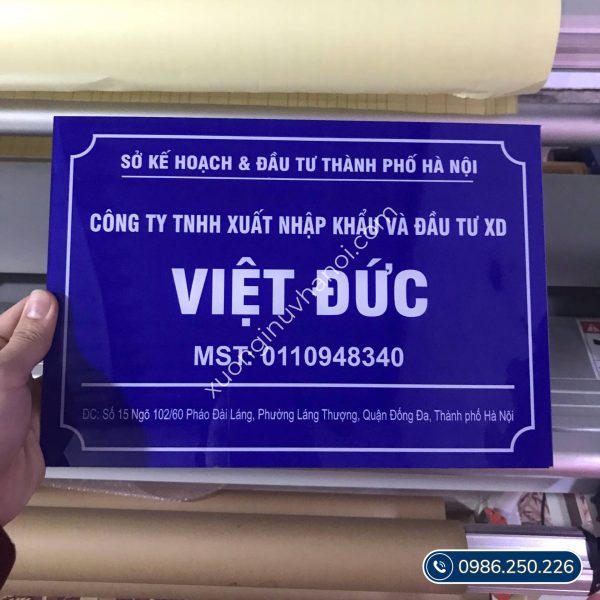 SỞ KẾ HOẠCH & ĐẦU TƯ THÀNH PHỐ HÀ NỘI
CÔNG TY TNHH XUẤT NHẬP KHẨU VÀ ĐẦU TƯ XD
VIỆT ĐỨC
MST: 0110948340
ĐC: Số 15 Ngõ 102/60 Pháo Đài Láng, Phường Láng Thượng, Quận Đống Đa, Thành phố Hà Nội
xuonginuvhanoi.com
0986.250.226